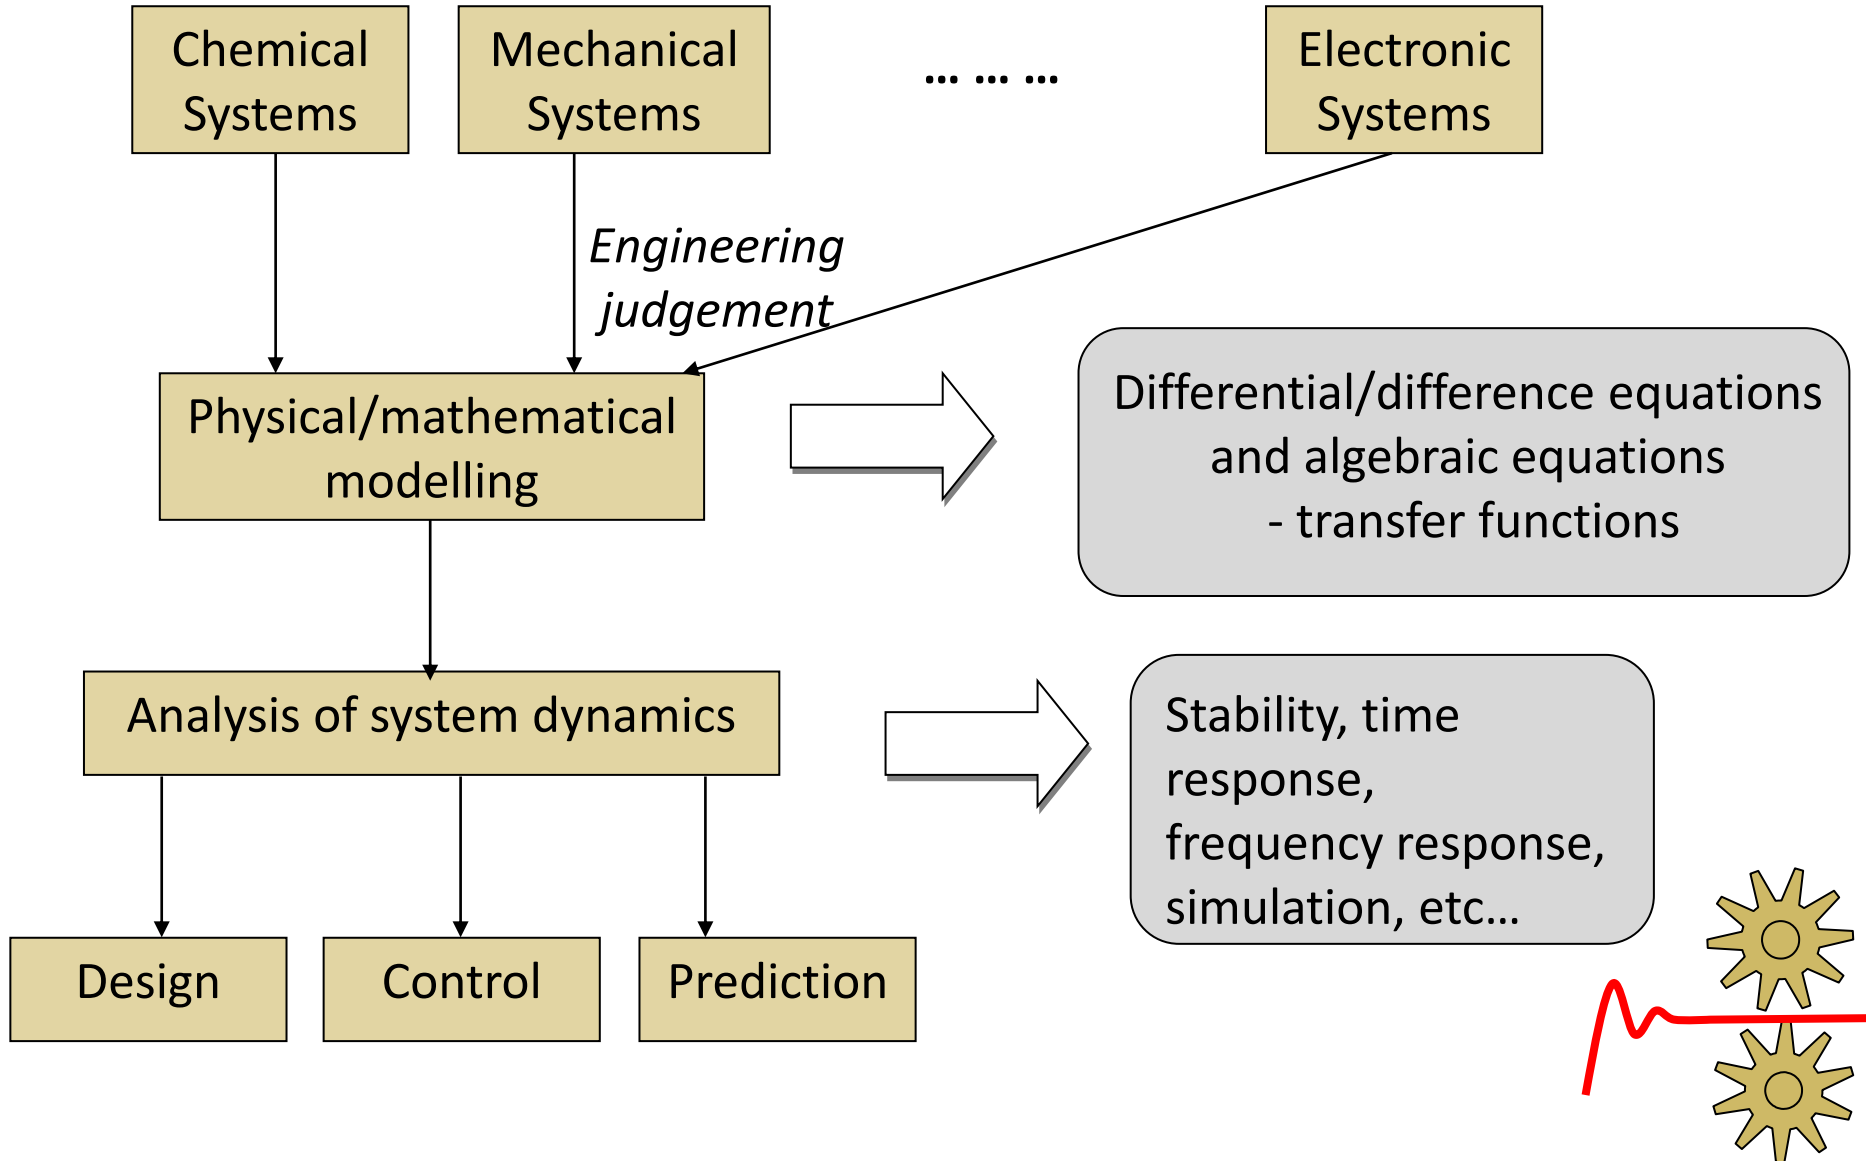 Chemical
Systems
Mechanical
Systems
... ... ...
Electronic
Systems
Engineering
judgement
Physical/mathematical
modelling
Differential/difference equations
and algebraic equations
- transfer functions
Analysis of system dynamics
Stability, time
response,
frequency response,
simulation, etc...
Design
Control
Prediction